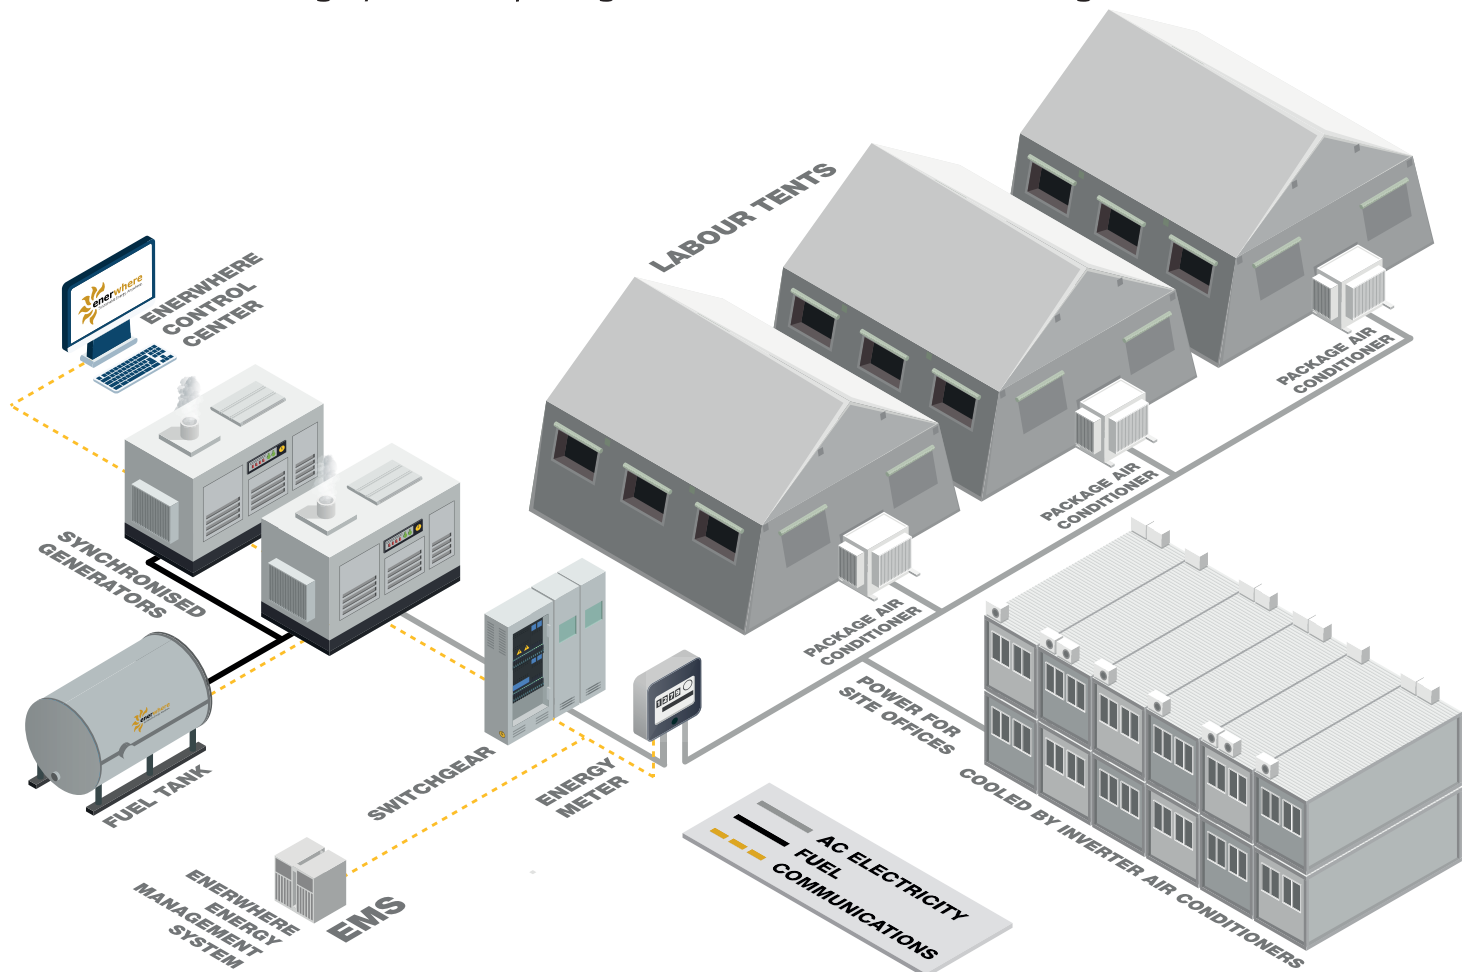 LABOUR TENTS
ENERWHERE
CONTROL
CENTER
enerwhere
PACKAGE AIR
CONDITIONER
PACKAGE AIR
CONDITIONER
PACKAGE AIR
CONDITIONER
SYNCHRONISED
GENERATORS
enerwhere
FUEL TANK
SWITCHGEAR
ENERGY
METER
POWER FOR
SITE OFFICES
COOLED BY INVERTER AIR CONDITIONERS
ENERWHERE
ENERGY
MANAGEMENT
SYSTEM
EMS
AC ELECTRICITY
FUEL
COMMUNICATIONS